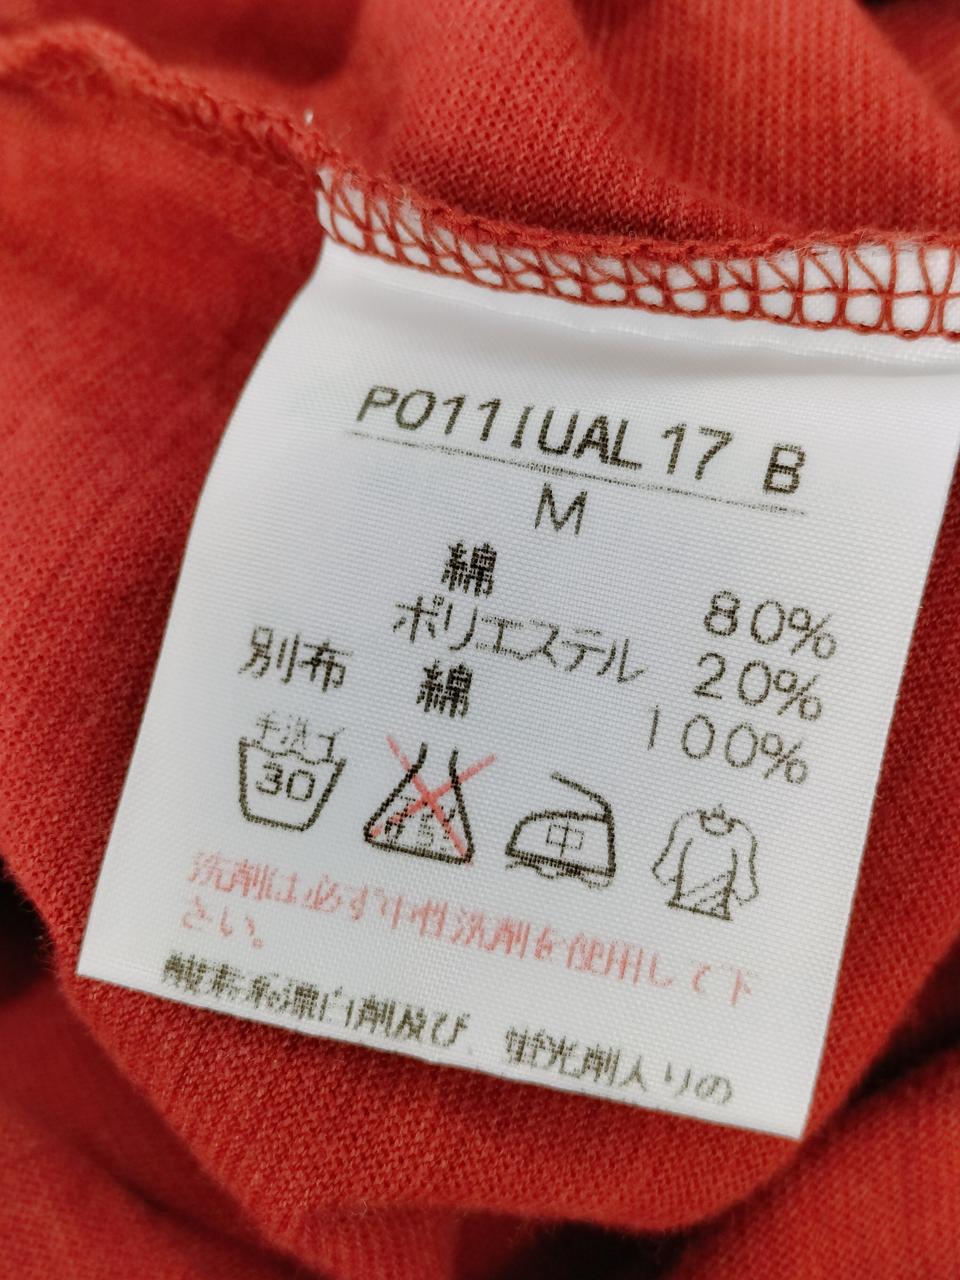 PO11IUAL17 B
M
綿 80%
ポリエステル 20%
別布 綿 100%
手洗イ
30
中
洗剤は必ず中性洗剤を使用して下
さい。
酸素系漂白剤及び、蛍光剤入りの